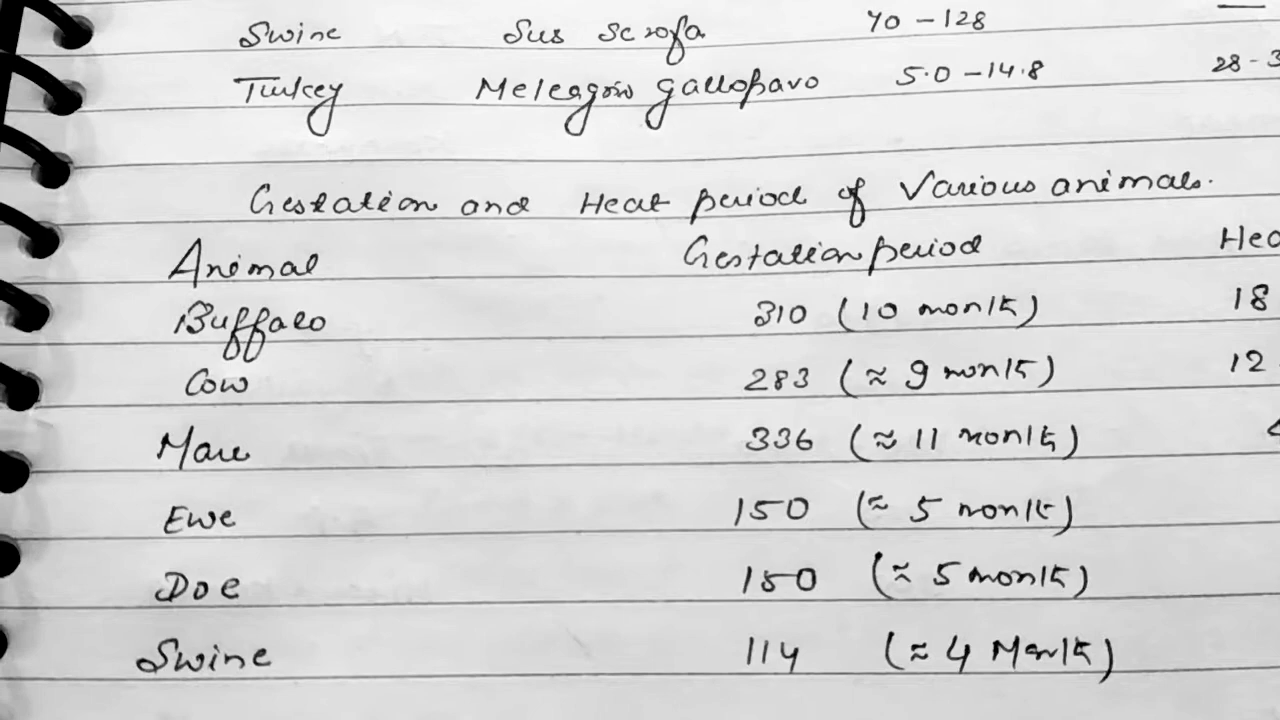 Swine Sus Scrofa 70 - 128
Turkey Meleagris gallopavo 5.0 - 14.8 28 - 3
Gestation and Heat period of Various animals.
Animal Gestation period Hea
Buffalo 310 (10 month) 18
Cow 283 (≈ 9 month) 12
Mare 336 (≈ 11 month)
Ewe 150 (≈ 5 month)
Doe 150 (≈ 5 month)
Swine 114 (≈ 4 Month)